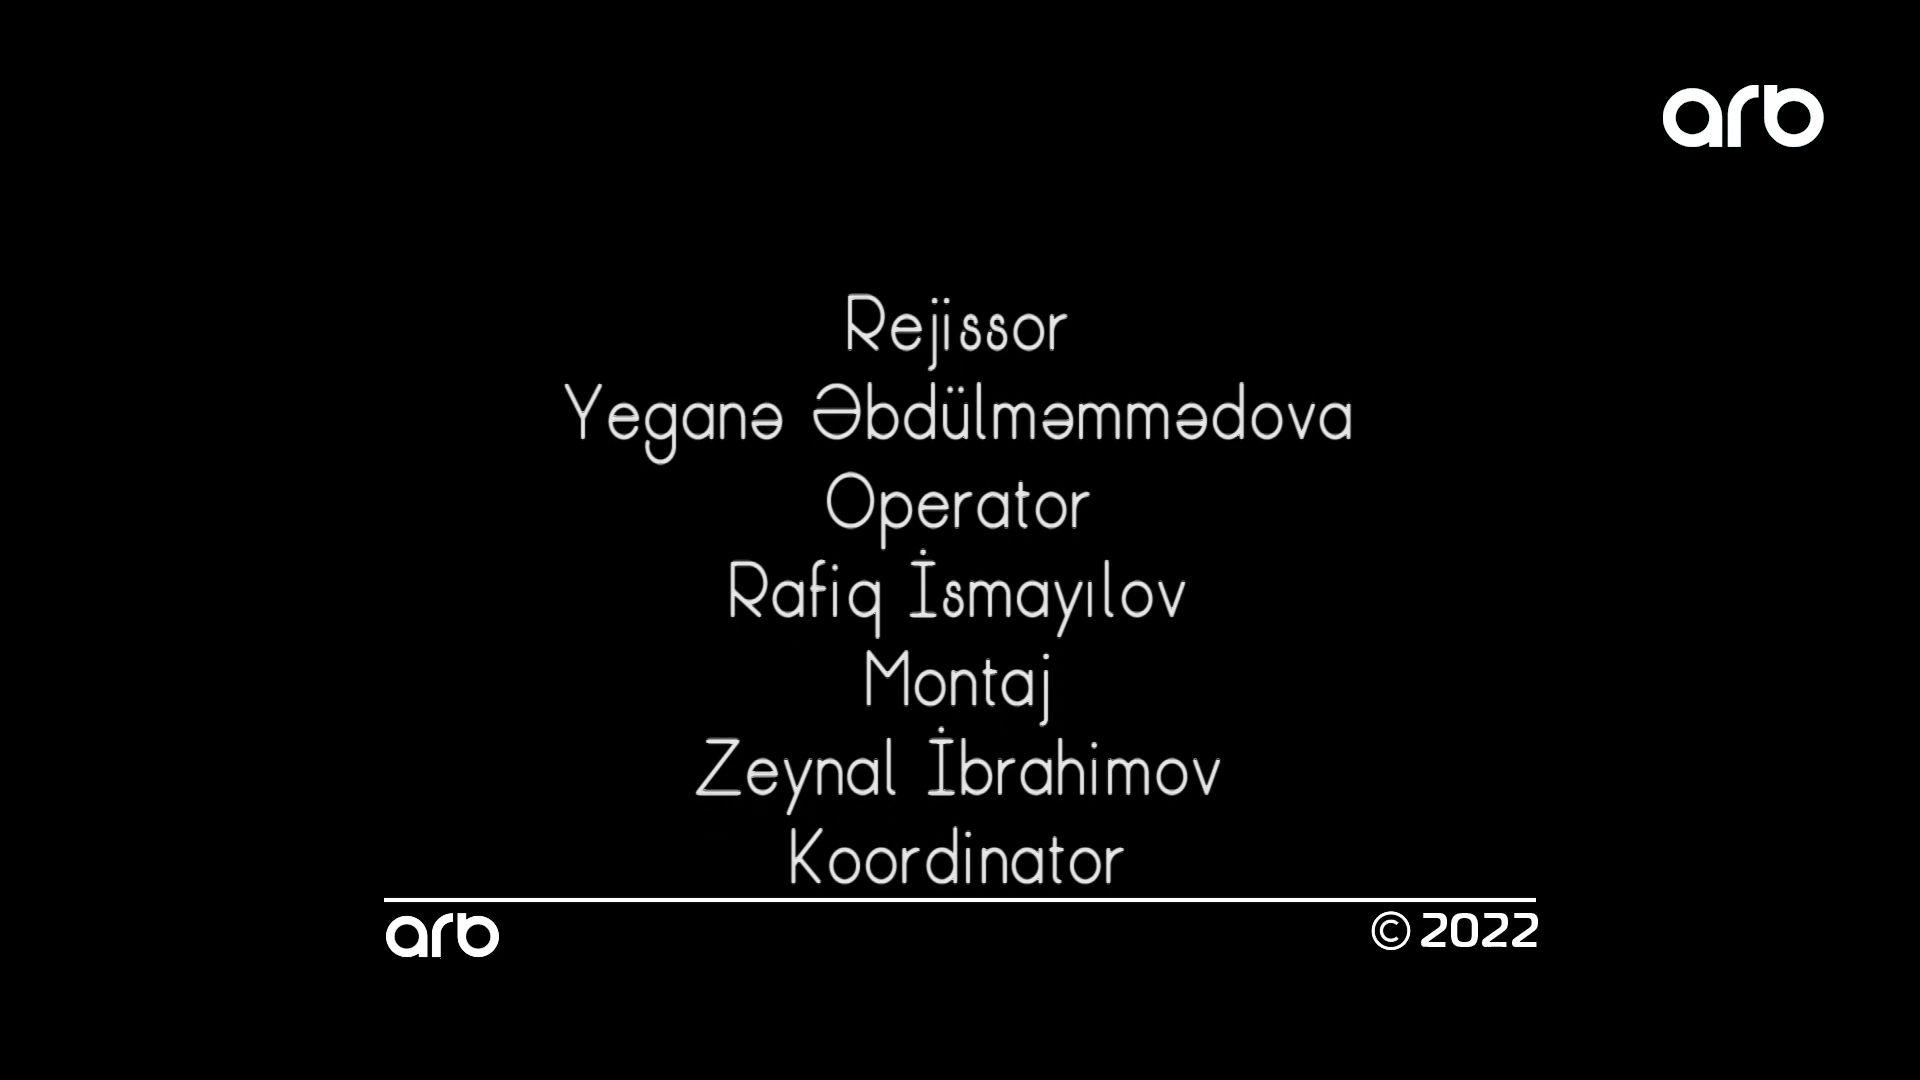 arb
Rejissor
Yeganə Əbdülməmmədova
Operator
Rafiq İsmayılov
Montaj
Zeynal İbrahimov
Koordinator
arb © 2022